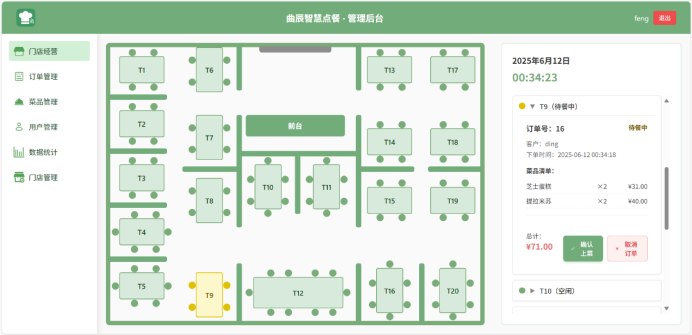 曲辰智慧点餐 · 管理后台
feng
退出
门店经营
订单管理
菜品管理
用户管理
数据统计
门店管理
T1
T6
T13
T17
T2
T7
前台
T14
T18
T3
T8
T10
T11
T15
T19
T4
T5
T9
T12
T16
T20
2025年6月12日
00:34:23
▼ T9（待餐中）
订单号：16
待餐中
客户：ding
下单时间：2025-06-12 00:34:18
菜品清单：
芝士蛋糕 ×2 ¥31.00
提拉米苏 ×2 ¥40.00
总计：
¥71.00
确认
上菜
取消
订单
▶ T10（空闲）